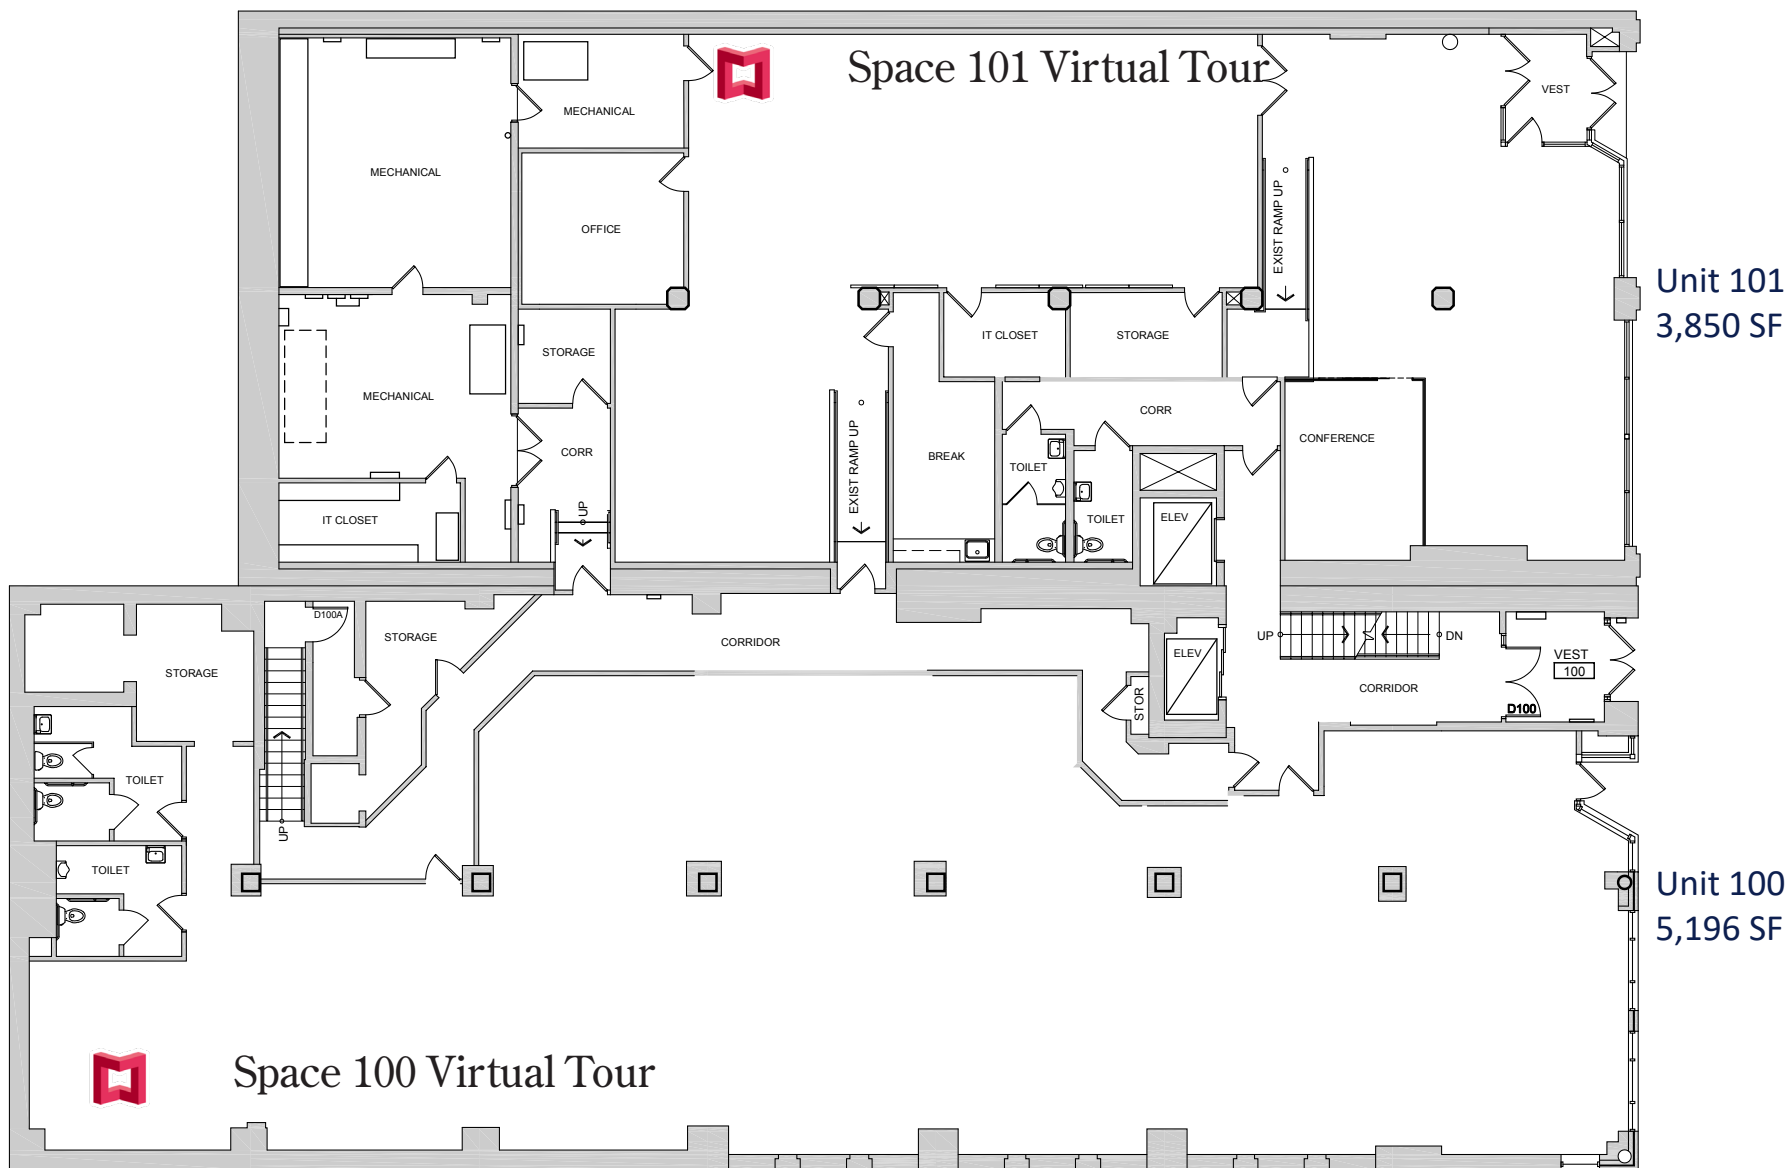 Space 101 Virtual Tour
MECHANICAL
VEST
MECHANICAL
OFFICE
EXIST RAMP UP
Unit 101
3,850 SF
IT CLOSET
STORAGE
STORAGE
MECHANICAL
CORR
CONFERENCE
CORR
BREAK
EXIST RAMP UP
TOILET
UP
IT CLOSET
TOILET
ELEV
D100A
STORAGE
CORRIDOR
UP
DN
ELEV
VEST
100
STORAGE
CORRIDOR
STOR
D100
TOILET
UP
TOILET
Unit 100
5,196 SF
Space 100 Virtual Tour